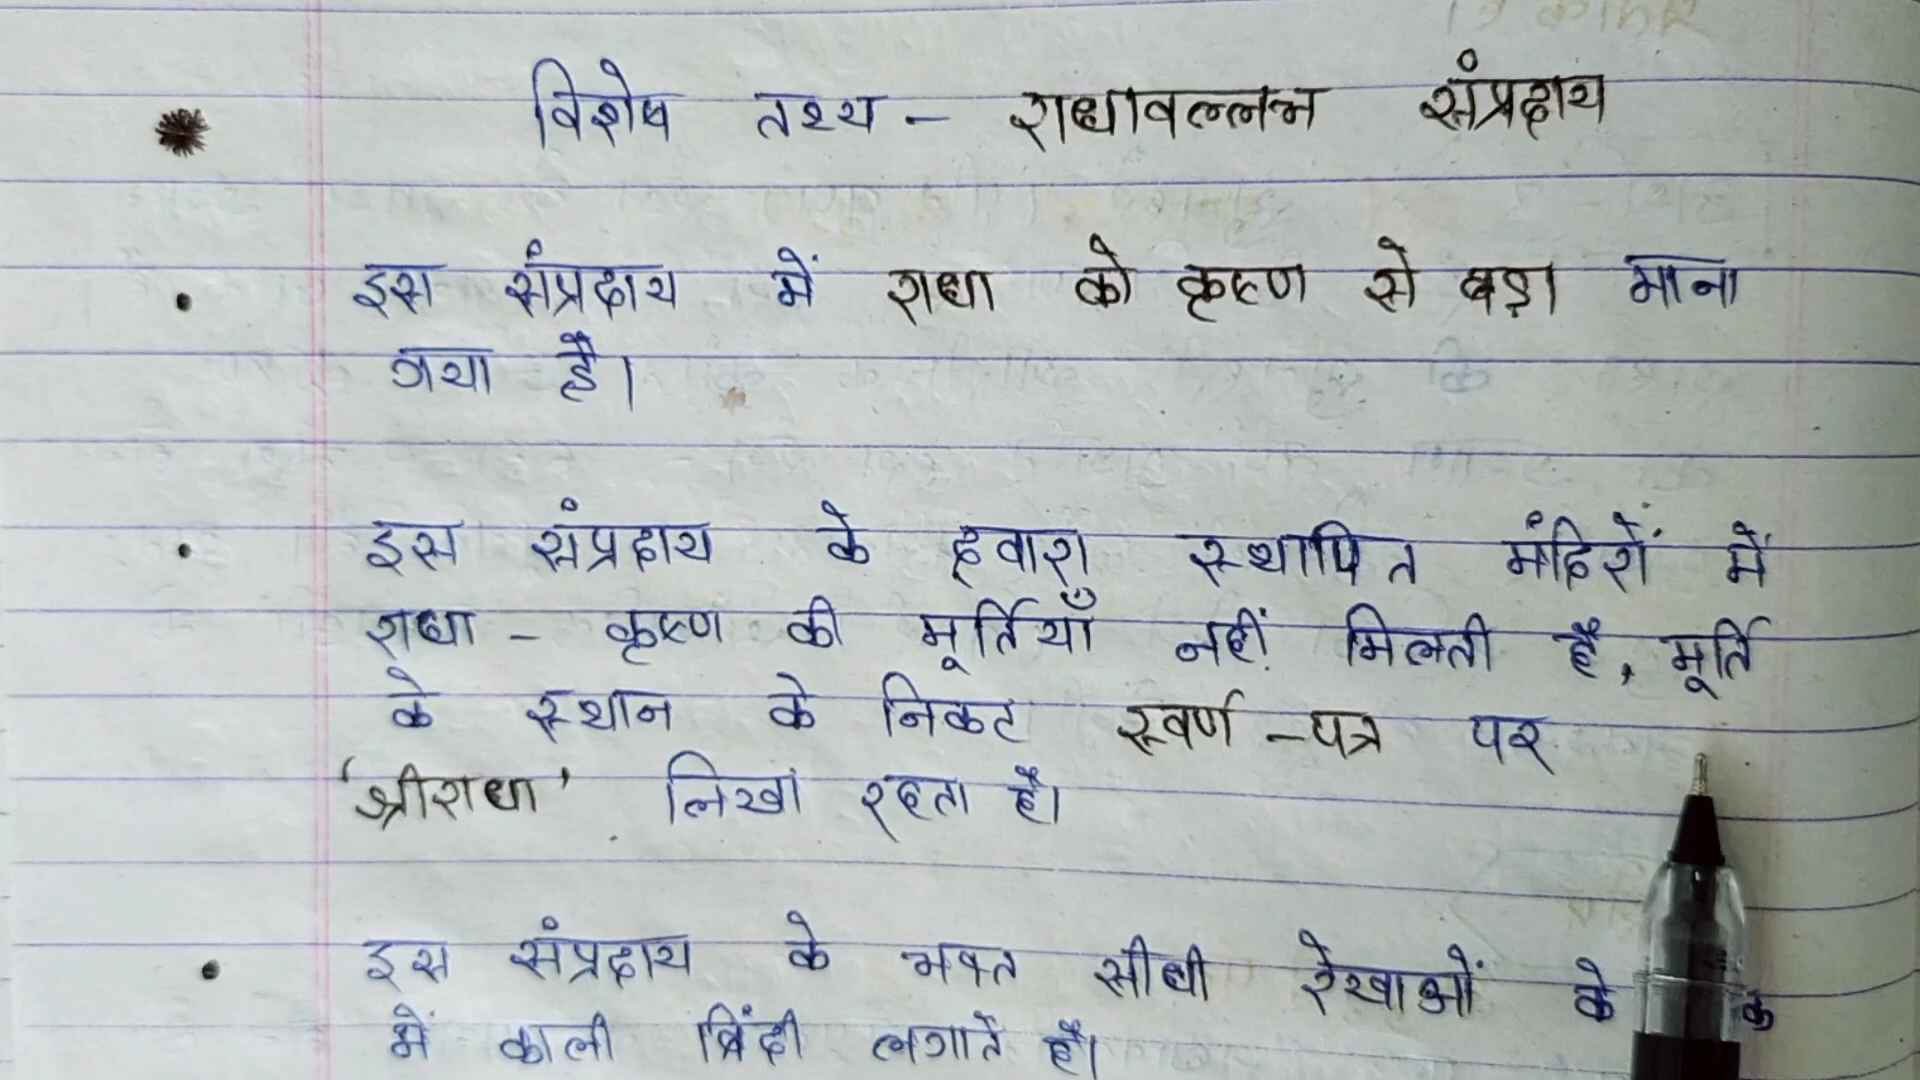 विशेष तथ्य - राधावल्लभ संप्रदाय
इस संप्रदाय में राधा को कृष्ण से बड़ा माना
गया है।
इस संप्रदाय के द्वारा स्थापित मंदिरों में
राधा - कृष्ण की मूर्तियाँ नहीं मिलती है, मूर्ति
के स्थान के निकट स्वर्ण-पत्र पर
'श्रीराधा' लिखा रहता है।
इस संप्रदाय के भक्त सीधी रेखाओं के
में काली बिंदी लगाते है।